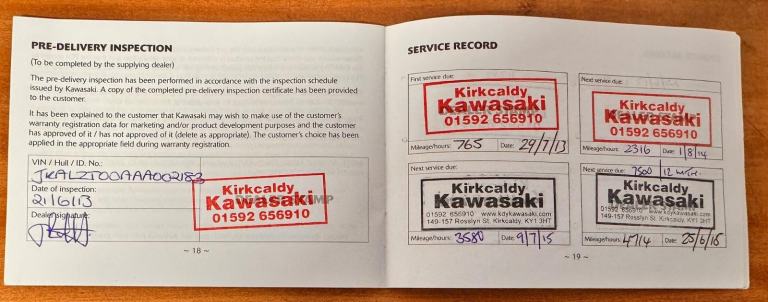 PRE-DELIVERY INSPECTION
(To be completed by the supplying dealer)
The pre-delivery inspection has been performed in accordance with the inspection schedule
issued by Kawasaki. A copy of the completed pre-delivery inspection certificate has been provided
to the customer.
It has been explained to the customer that Kawasaki may wish to make use of the customer's
warranty registration data for marketing and/or product development purposes and the customer
has approved of it / has not approved of it (delete as appropriate). The customer's choice has been
applied in the appropriate field during warranty registration.
VIN / Hull / ID. No.:
JKALZT00AAA002183
Date of inspection:
21/6/13
Dealer signature:
Kirkcaldy
Kawasaki
01592 656910
~ 18 ~
SERVICE RECORD
First service due:
Kirkcaldy
Kawasaki
01592 656910
Mileage/hours: 765 Date: 29/7/13
Next service due:
Kirkcaldy
Kawasaki
01592 656910
Mileage/hours: 2316 Date: 1/8/14
Next service due:
Kirkcaldy
Kawasaki
01592 656910 www.kdykawasaki.com
149-157 Rosslyn St. Kirkcaldy, KY1 3HT
Mileage/hours: 3580 Date: 9/7/15
Next service due: 7500 / 12
Kirkcaldy
Kawasaki
01592 656910 www.kdykawasaki.com
149-157 Rosslyn St. Kirkcaldy, KY1 3HT
Mileage/hours: 4714 Date: 25/6/16
~ 19 ~